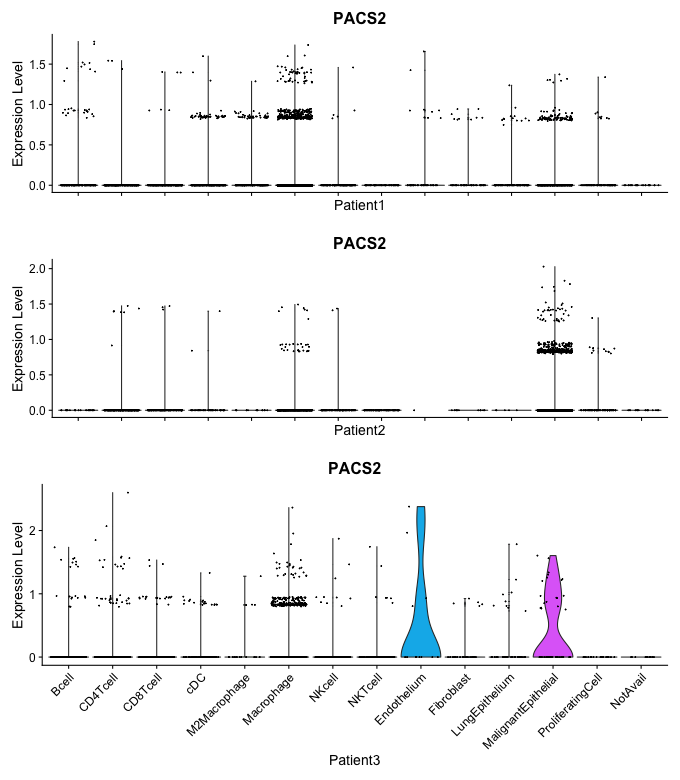 PACS2
Expression Level
1.5
1.0
0.5
0.0
Patient1
PACS2
Expression Level
2.0
1.5
1.0
0.5
0.0
Patient2
PACS2
Expression Level
2
1
0
Bcell
CD4Tcell
CD8Tcell
cDC
M2Macrophage
Macrophage
NKcell
NKTcell
Endothelium
Fibroblast
LungEpithelium
MalignantEpithelial
ProliferatingCell
NotAvail
Patient3